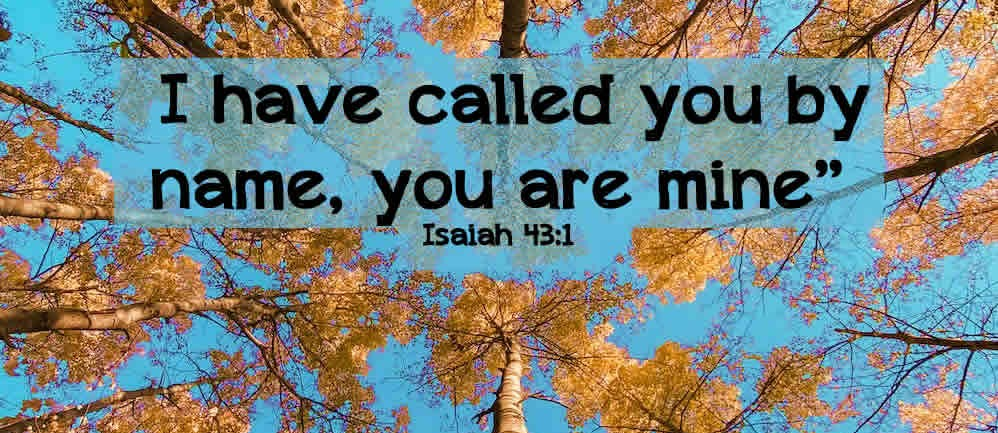 I have called you by
name, you are mine”
Isaiah 43:1